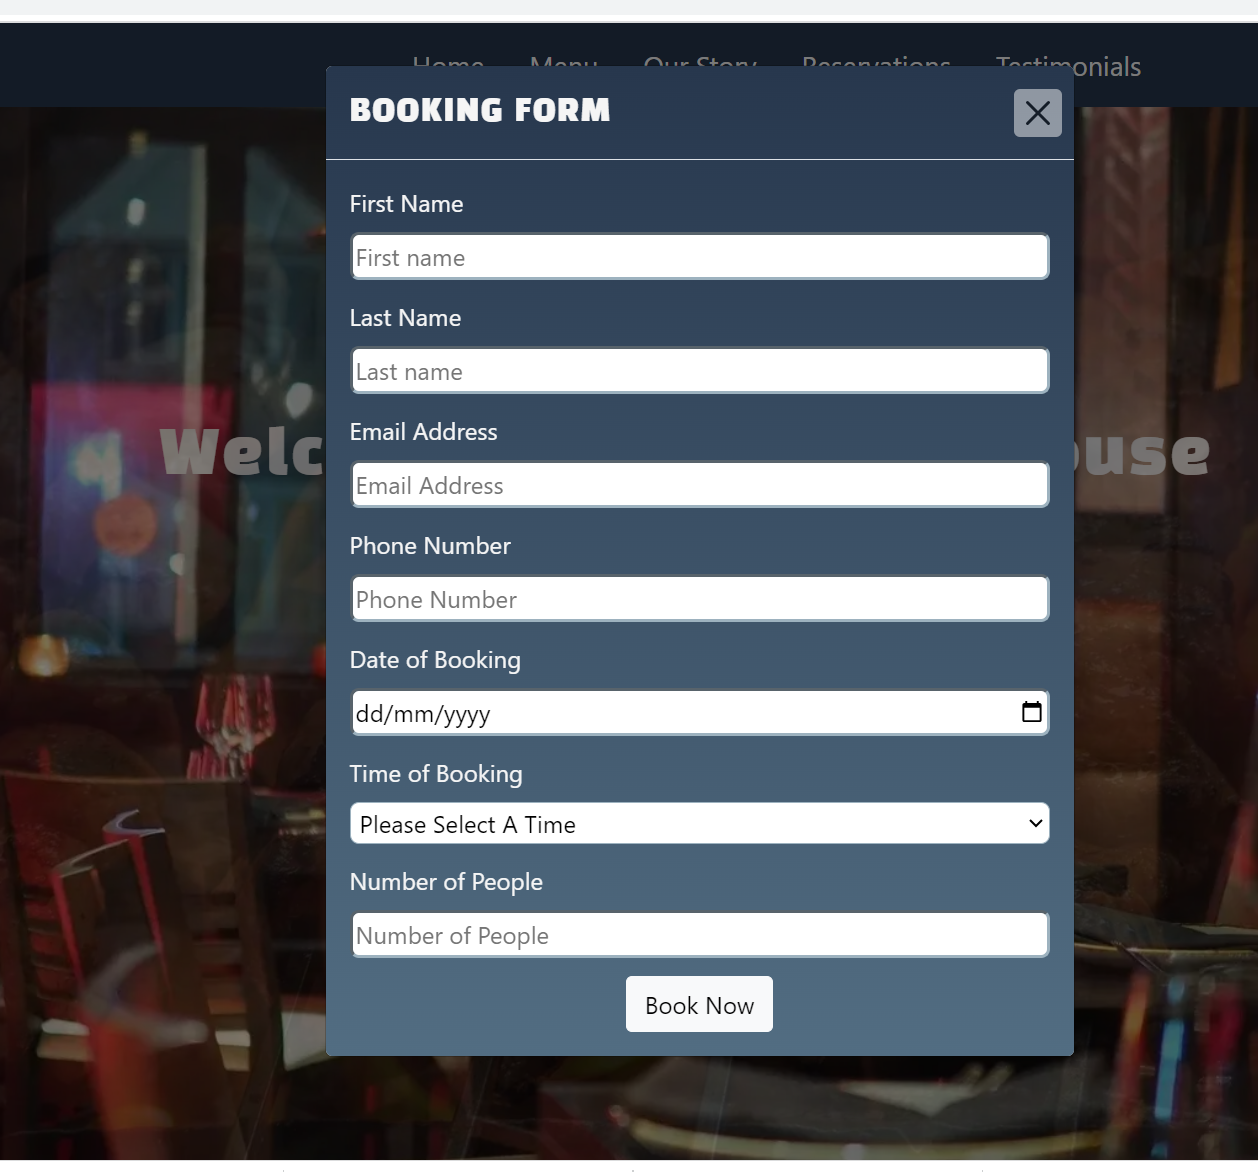 Home Menu Our Story Reservations Testimonials
BOOKING FORM
First Name
First name
Last Name
Last name
Email Address
Email Address
Phone Number
Phone Number
Date of Booking
dd/mm/yyyy
Time of Booking
Please Select A Time
Number of People
Number of People
Book Now